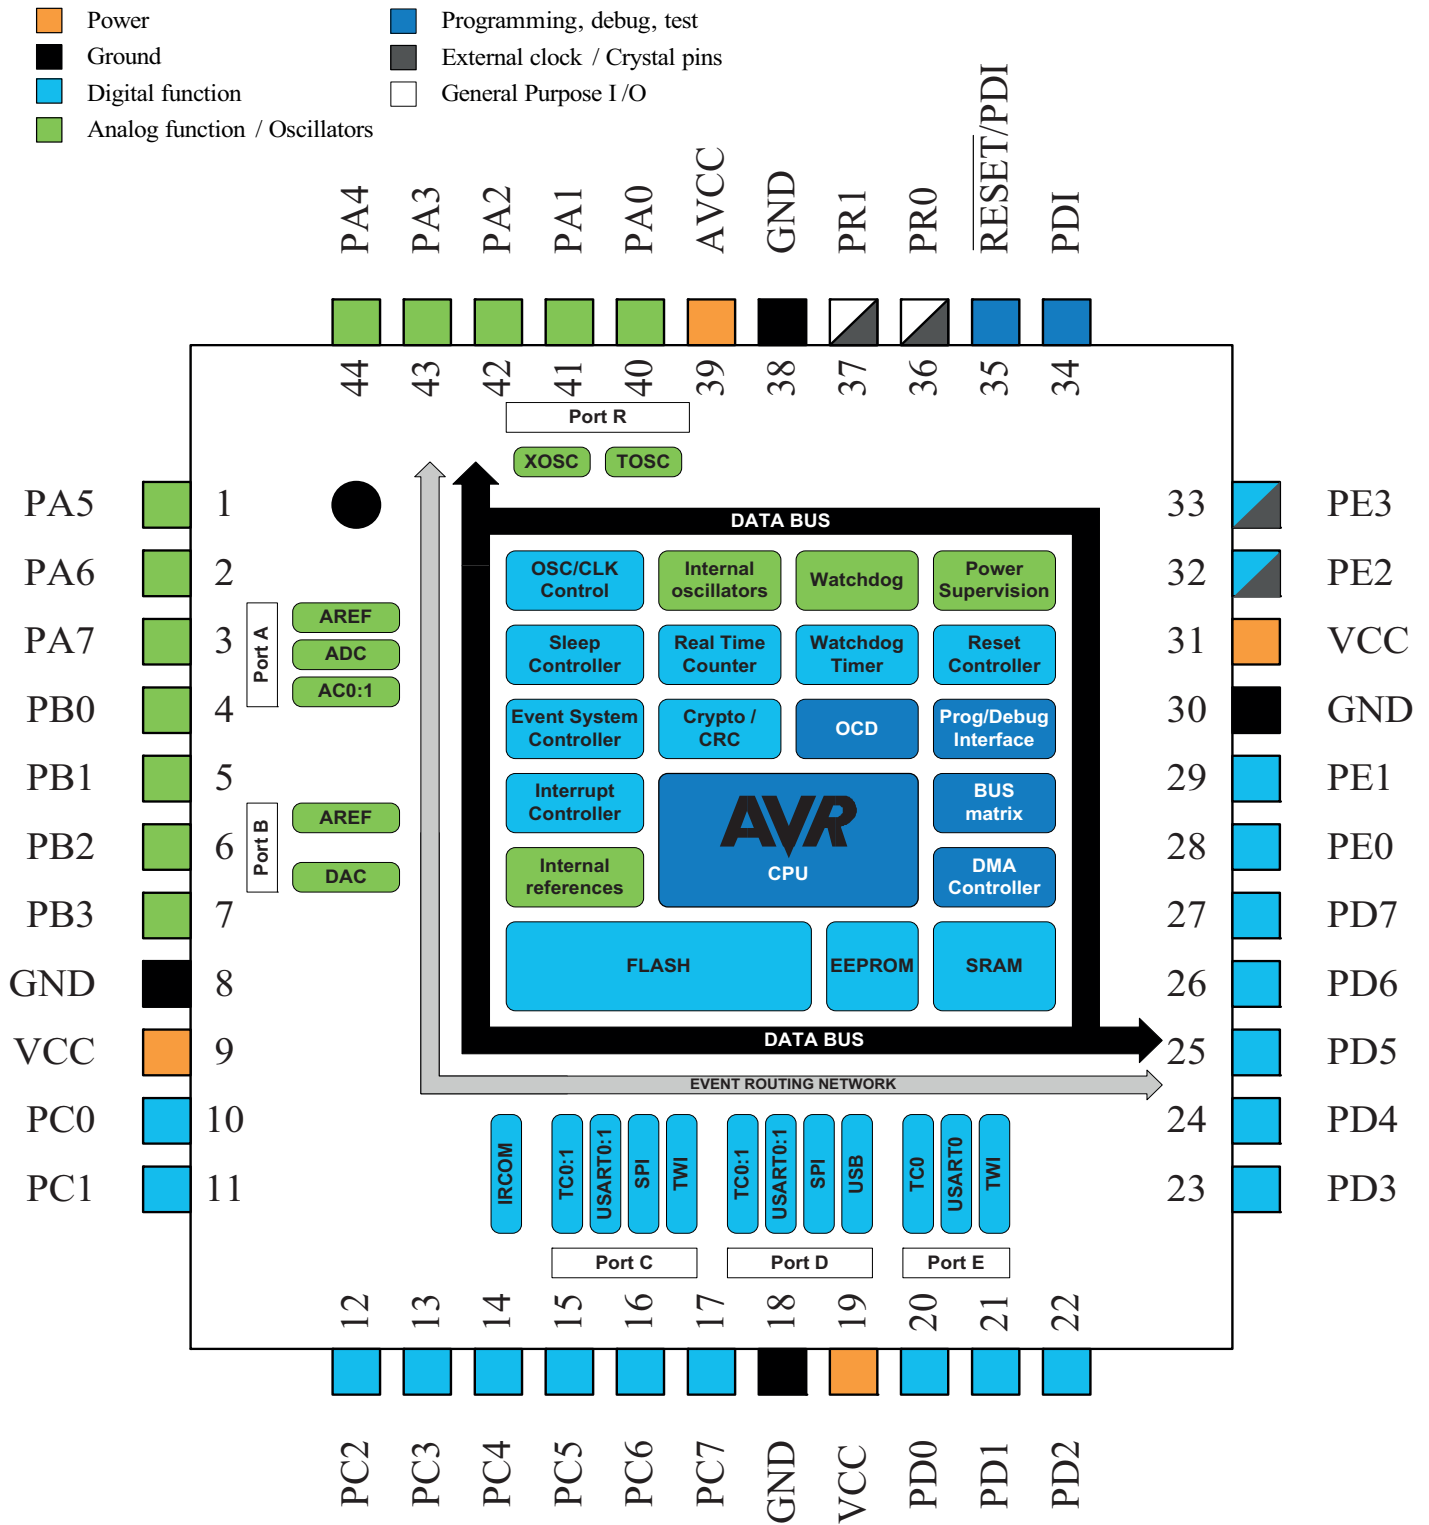 Power
Ground
Digital function
Analog function / Oscillators
Programming, debug, test
External clock / Crystal pins
General Purpose I /O
PA4
PA3
PA2
PA1
PA0
AVCC
GND
PR1
PR0
RESET/PDI
PDI
44
43
42
41
40
39
38
37
36
35
34
PA5
PA6
PA7
PB0
PB1
PB2
PB3
GND
VCC
PC0
PC1
1
2
3
4
5
6
7
8
9
10
11
Port R
XOSC
TOSC
Port A
AREF
ADC
AC0:1
Port B
AREF
DAC
DATA BUS
OSC/CLK
Control
Internal
oscillators
Watchdog
Power
Supervision
Sleep
Controller
Real Time
Counter
Watchdog
Timer
Reset
Controller
Event System
Controller
Crypto /
CRC
OCD
Prog/Debug
Interface
Interrupt
Controller
AVR
CPU
BUS
matrix
Internal
references
DMA
Controller
FLASH
EEPROM
SRAM
DATA BUS
EVENT ROUTING NETWORK
IRCOM
TC0:1
USART0:1
SPI
TWI
TC0:1
USART0:1
SPI
USB
TC0
USART0
TWI
Port C
Port D
Port E
33
32
31
30
29
28
27
26
25
24
23
PE3
PE2
VCC
GND
PE1
PE0
PD7
PD6
PD5
PD4
PD3
12
13
14
15
16
17
18
19
20
21
22
PC2
PC3
PC4
PC5
PC6
PC7
GND
VCC
PD0
PD1
PD2